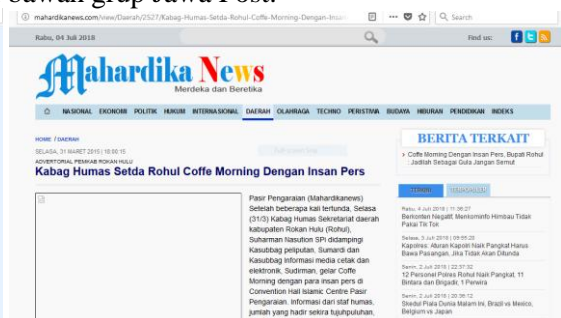 bawah grup Jawa Post.
mahardikanews.com/view/Daerah/2527/Kabag-Humas-Setda-Rohul-Coffe-Morning-Dengan-Insan
Search
Rabu, 04 Juli 2018
Find us:
Mahardika News
Merdeka dan Beretika
NASIONAL EKONOMI POLITIK HUKUM INTERNASIONAL DAERAH OLAHRAGA TECHNO PERISTIWA BUDAYA HIBURAN PENDIDIKAN INDEKS
HOME / DAERAH
SELASA, 31 MARET 2015 | 18:00:15
ADVERTORIAL PEMKAB ROKAN HULU
Kabag Humas Setda Rohul Coffe Morning Dengan Insan Pers
Pasir Pengaraian (Mahardikanews)
Setelah beberapa kali tertunda, Selasa
(31/3) Kabag Humas Sekretariat daerah
kabupaten Rokan Hulu (Rohul),
Suharman Nasution SPi didampingi
Kasubbag peliputan, Sumardi dan
Kasubbag Informasi media cetak dan
elektronik, Sudirman, gelar Coffe
Morning dengan para insan pers di
Convention Hall Islamic Centre Pasir
Pengaraian. Informasi dari staf humas,
jumlah yang hadir sekira tujuhpuluhan,
BERITA TERKAIT
Coffe Morning Dengan Insan Pers, Bupati Rohul
Jadilah Sebagai Gula Jangan Semut
TERKINI TERPOPULER
Rabu, 4 Juli 2018 | 11:36:37
Berkonten Negatif, Menkominfo Himbau Tidak
Pakai Tik Tok
Selasa, 3 Juli 2018 | 09:55:20
Kapolres: Aturan Kapolri Naik Pangkat Harus
Bawa Pasangan, Jika Tidak Akan Ditunda
Senin, 2 Juli 2018 | 22:37:32
12 Personel Polres Rohul Naik Pangkat, 11
Bintara dan Brigadir, 1 Perwira
Senin, 2 Juli 2018 | 20:36:12
Skedul Piala Dunia Malam Ini, Brazil vs Mexico,
Belgium vs Japan